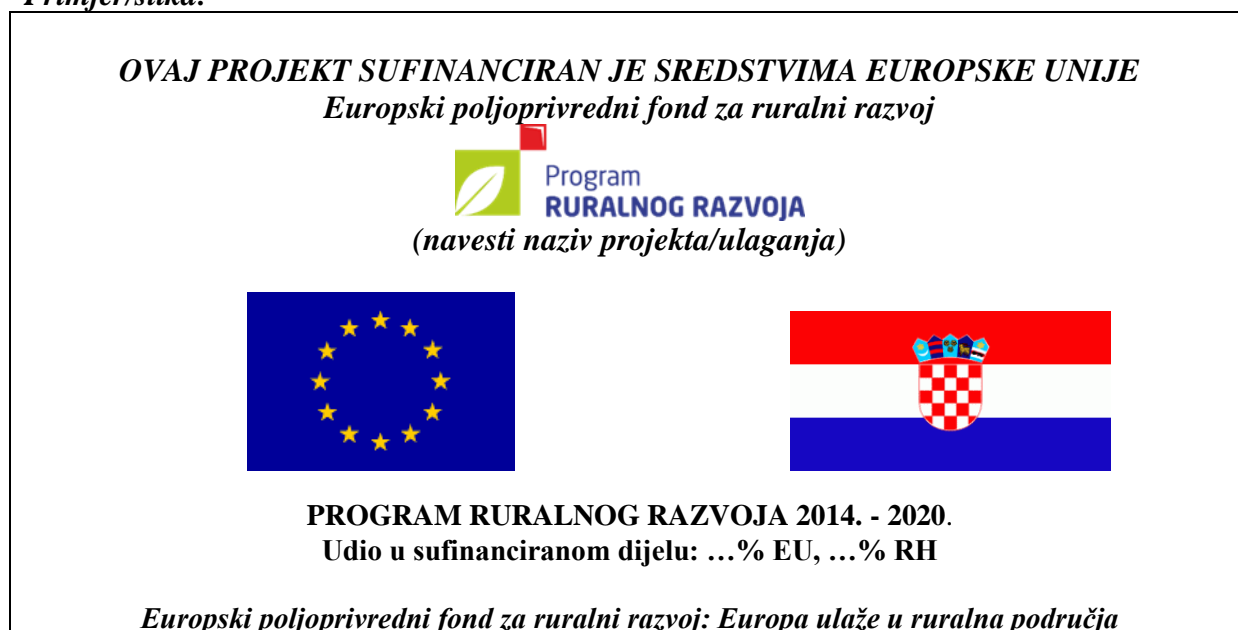 Primjer/slika:
OVAJ PROJEKT SUFINANCIRAN JE SREDSTVIMA EUROPSKE UNIJE
Europski poljoprivredni fond za ruralni razvoj
Program
RURALNOG RAZVOJA
(navesti naziv projekta/ulaganja)
PROGRAM RURALNOG RAZVOJA 2014. - 2020.
Udio u sufinanciranom dijelu: …% EU, …% RH
Europski poljoprivredni fond za ruralni razvoj: Europa ulaže u ruralna područja